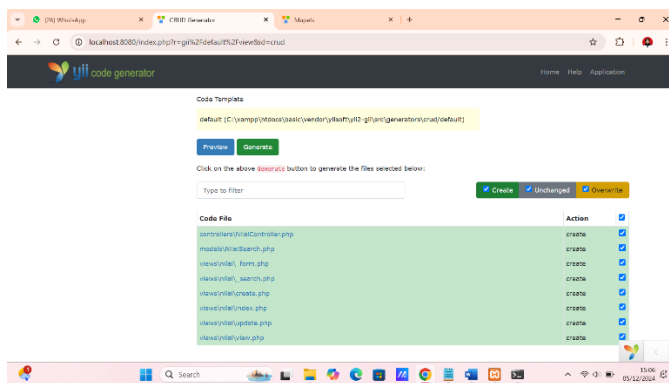 (26) WhatsApp
CRUD Generator
Mapels
localhost:8080/index.php?r=gii%2Fdefault%2Fview&id=crud
yii code generator
Home Help Application
Code Template
default (C:\xampp\htdocs\basic\vendor\yiisoft\yii2-gii\src\generators\crud/default)
Preview Generate
Click on the above Generate button to generate the files selected below:
Type to filter
Create Unchanged Overwrite
Code File Action
controllers\NilaiController.php create
models\NilaiSearch.php create
views\nilai\_form.php create
views\nilai\_search.php create
views\nilai\create.php create
views\nilai\index.php create
views\nilai\update.php create
views\nilai\view.php create
Search
15:06
05/12/2024